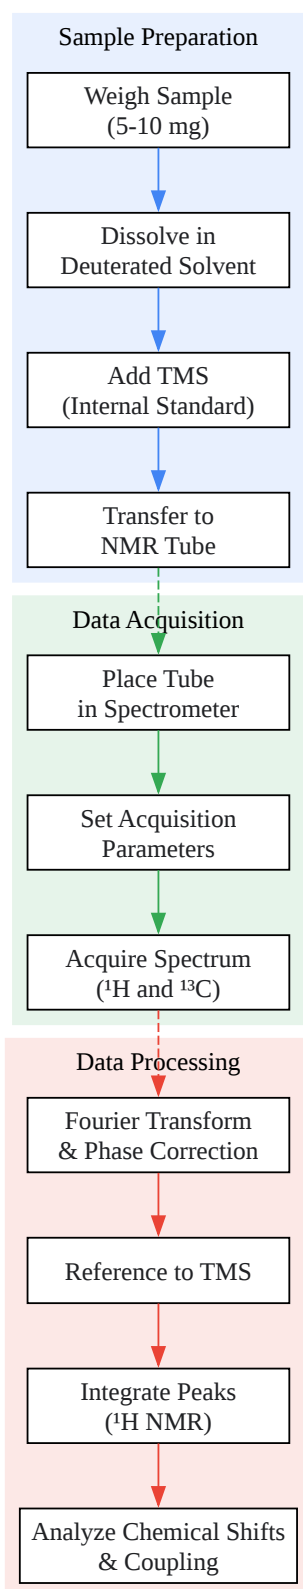 Sample Preparation
Weigh Sample
(5-10 mg)
Dissolve in
Deuterated Solvent
Add TMS
(Internal Standard)
Transfer to
NMR Tube
Data Acquisition
Place Tube
in Spectrometer
Set Acquisition
Parameters
Acquire Spectrum
(¹H and ¹³C)
Data Processing
Fourier Transform
& Phase Correction
Reference to TMS
Integrate Peaks
(¹H NMR)
Analyze Chemical Shifts
& Coupling